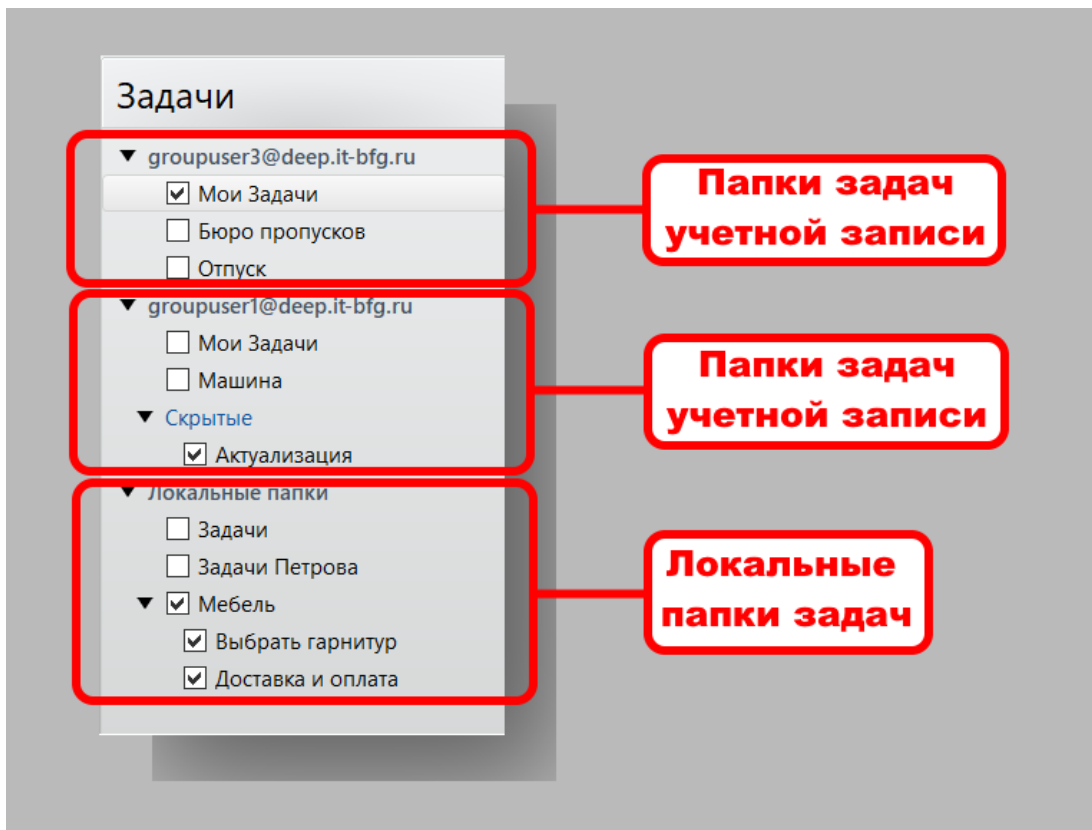 Задачи
groupuser3@deep.it-bfg.ru
Мои Задачи
Бюро пропусков
Отпуск
Папки задач
учетной записи
groupuser1@deep.it-bfg.ru
Мои Задачи
Машина
Скрытые
Актуализация
Папки задач
учетной записи
Локальные папки
Задачи
Задачи Петрова
Мебель
Выбрать гарнитур
Доставка и оплата
Локальные
папки задач